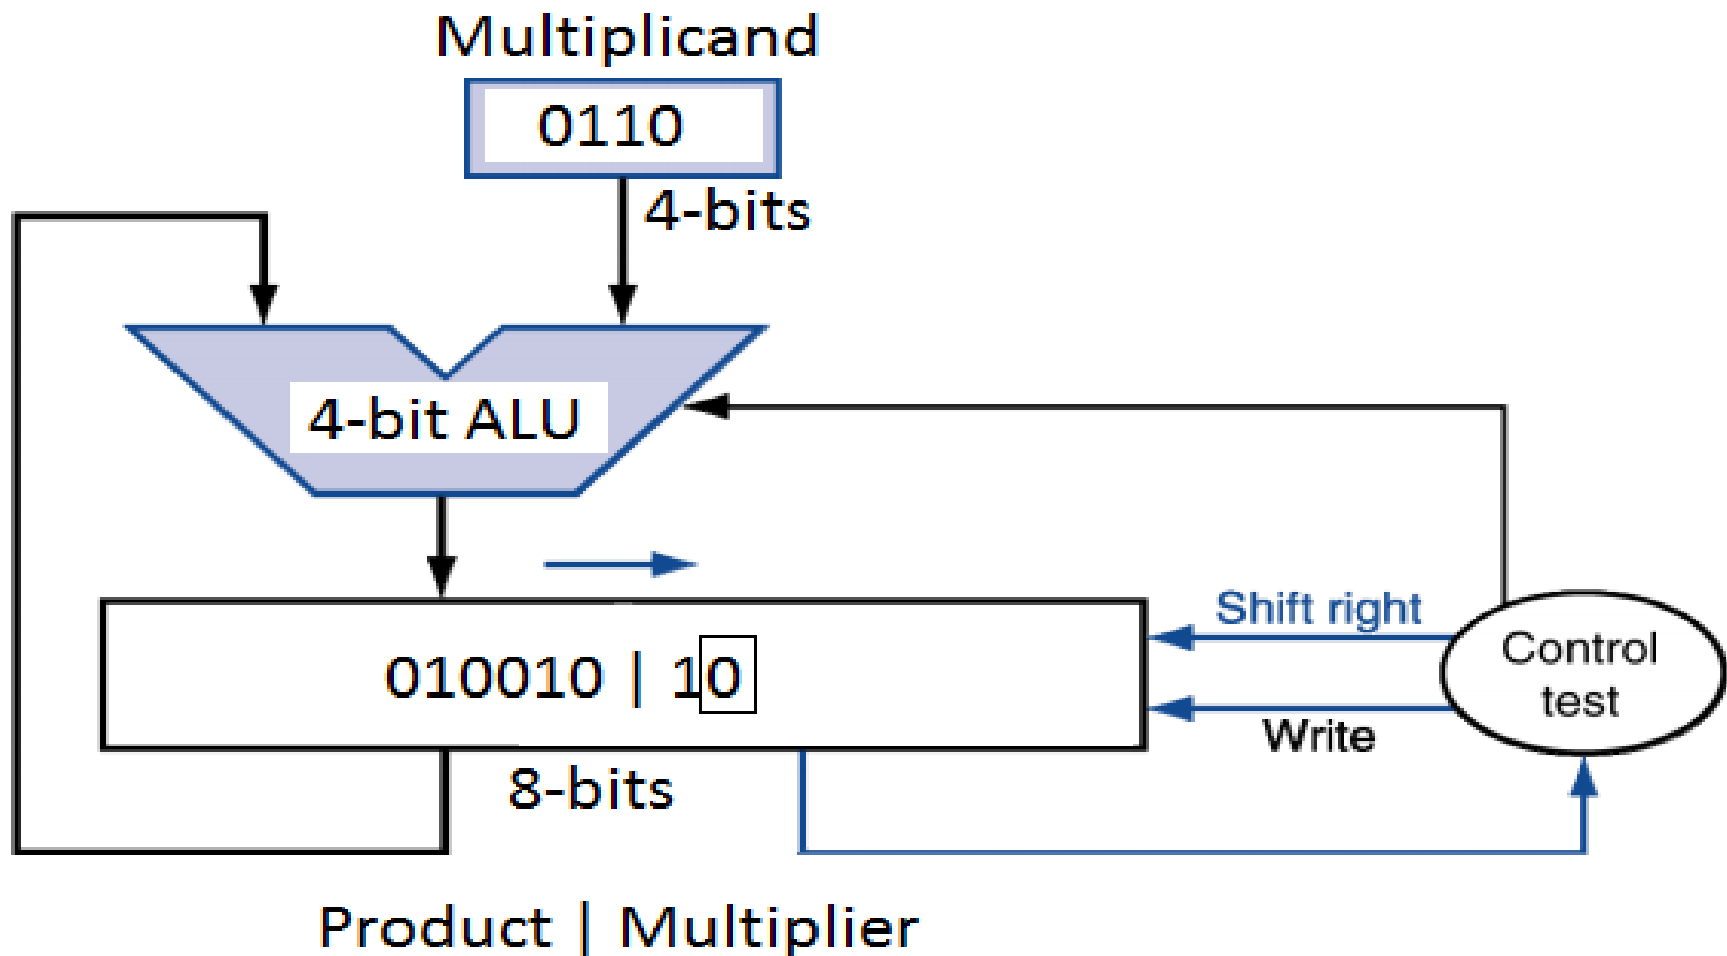 Multiplicand
0110
4-bits
4-bit ALU
Shift right
Control
test
010010 | 10
Write
8-bits
Product | Multiplier